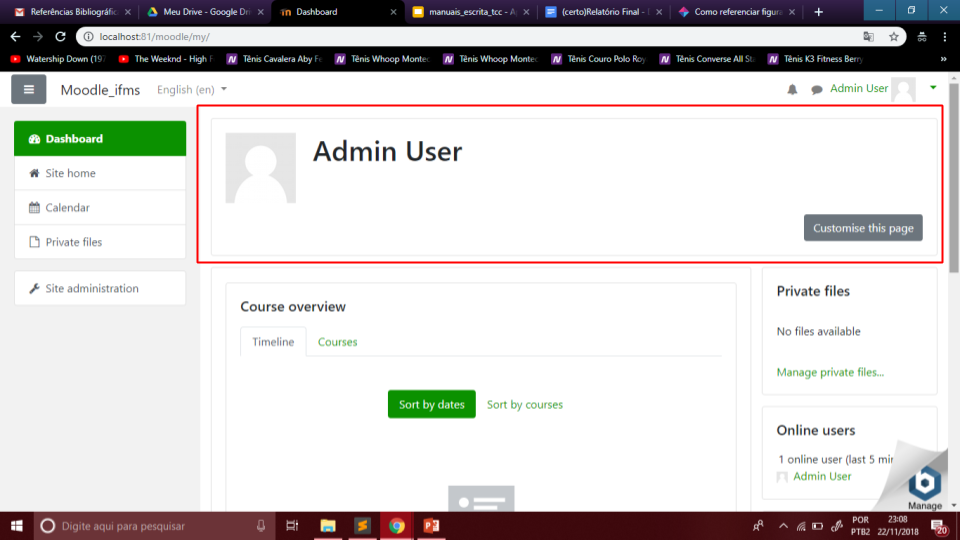 Referências Bibliográfic
Meu Drive - Google Dri
Dashboard
manuais_escrita_tcc - Ap
(certo)Relatório Final -
Como referenciar figura
localhost:81/moodle/my/
Watership Down (197
The Weeknd - High F
Tênis Cavalera Aby Fe
Tênis Whoop Montec
Tênis Whoop Montec
Tênis Couro Polo Roy
Tênis Converse All Sta
Tênis K3 Fitness Berry
Moodle_ifms
English (en)
Admin User
Dashboard
Site home
Calendar
Private files
Site administration
Admin User
Customise this page
Course overview
Timeline
Courses
Sort by dates
Sort by courses
Private files
No files available
Manage private files...
Online users
1 online user (last 5 min
Admin User
Manage
Digite aqui para pesquisar
POR
PTB2
23:08
22/11/2018
20